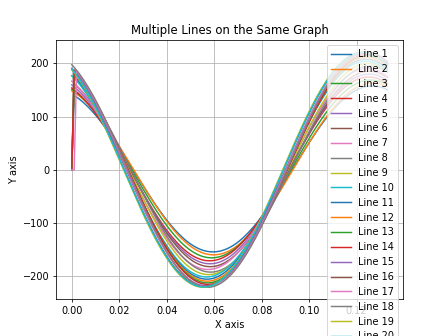 Multiple Lines on the Same Graph
Y axis
200
100
0
−100
−200
0.00
0.02
0.04
0.06
0.08
0.10
X axis
Line 1
Line 2
Line 3
Line 4
Line 5
Line 6
Line 7
Line 8
Line 9
Line 10
Line 11
Line 12
Line 13
Line 14
Line 15
Line 16
Line 17
Line 18
Line 19